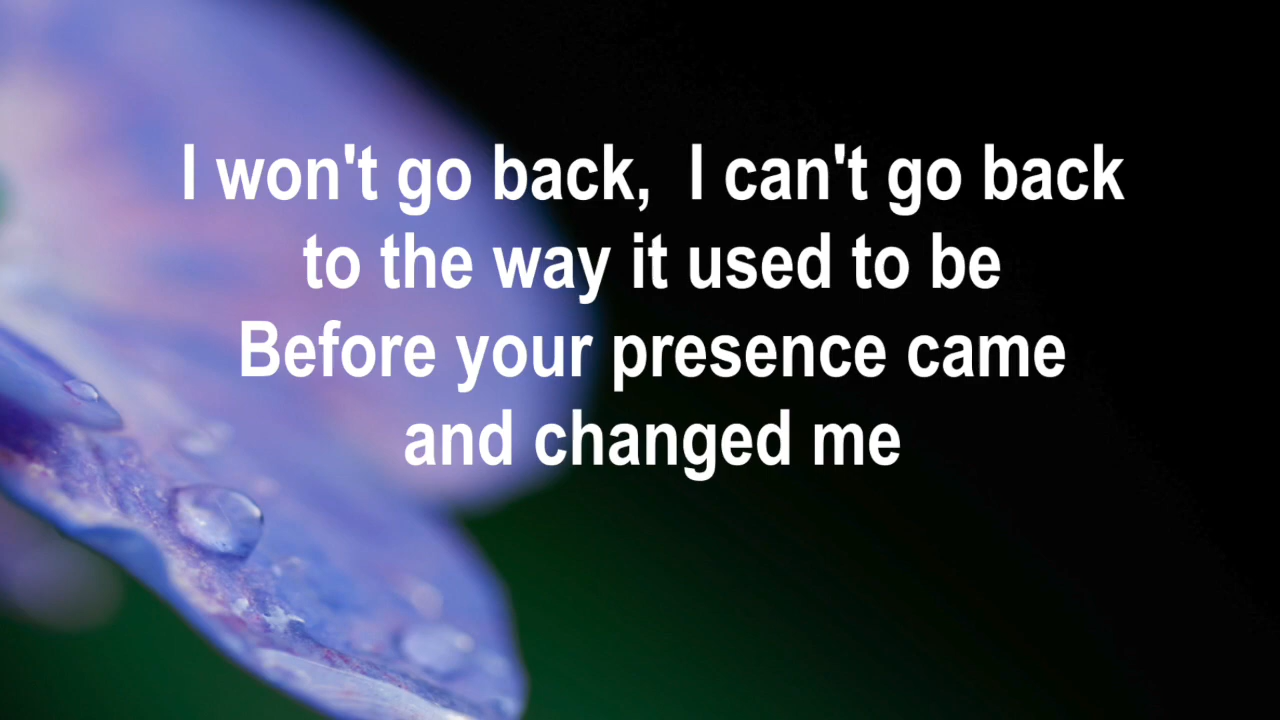 I won't go back,  I can't go back
to the way it used to be
Before your presence came
and changed me